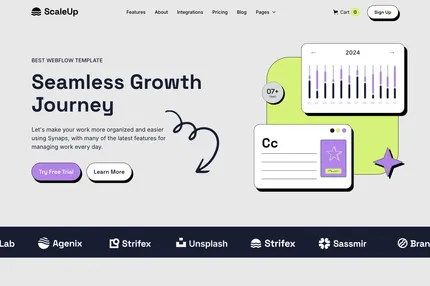 ScaleUp
Features About Integrations Pricing Blog Pages Cart 0 Sign Up
BEST WEBFLOW TEMPLATE
Seamless Growth
Journey
Let's make your work more organized and easier
using Synaps, with many of the latest features for
managing work every day.
Try Free Trial Learn More
← 2024 →
07+
Cc
Lab Agenix Strifex Unsplash Strifex Sassmir Bran